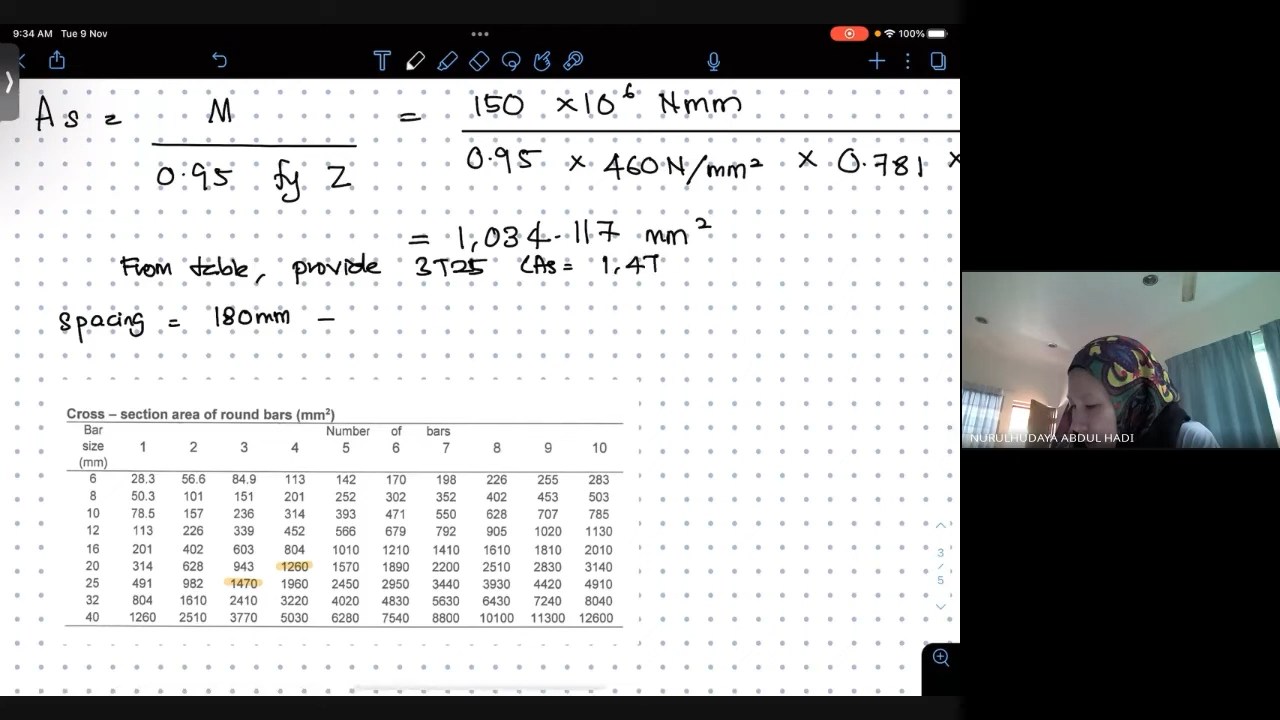 9:34 AM Tue 9 Nov
100%
As = M / 0.95 fy Z = 150 ×10⁶ Nmm / 0.95 × 460N/mm² × 0.781 ×
= 1,034.117 mm²
From table, provide 3T25 (As = 1,47
Spacing = 180mm –
Cross – section area of round bars (mm²)
Bar size (mm) Number of bars
1 2 3 4 5 6 7 8 9 10
6 28.3 56.6 84.9 113 142 170 198 226 255 283
8 50.3 101 151 201 252 302 352 402 453 503
10 78.5 157 236 314 393 471 550 628 707 785
12 113 226 339 452 566 679 792 905 1020 1130
16 201 402 603 804 1010 1210 1410 1610 1810 2010
20 314 628 943 1260 1570 1890 2200 2510 2830 3140
25 491 982 1470 1960 2450 2950 3440 3930 4420 4910
32 804 1610 2410 3220 4020 4830 5630 6430 7240 8040
40 1260 2510 3770 5030 6280 7540 8800 10100 11300 12600
3 / 5
NURULHUDAYA ABDUL HADI